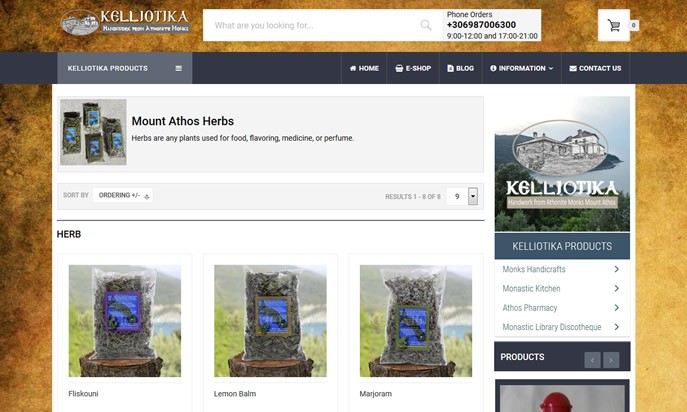 KELLIOTIKA
Handwork from Athonite Monks
What are you looking for...
Phone Orders
+306987006300
9:00-12:00 and 17:00-21:00
0
KELLIOTIKA PRODUCTS
HOME
E-SHOP
BLOG
INFORMATION
CONTACT US
Mount Athos Herbs
Herbs are any plants used for food, flavoring, medicine, or perfume.
SORT BY
ORDERING +/-
RESULTS 1 - 8 OF 8
9
HERB
Fliskouni
Lemon Balm
Marjoram
KELLIOTIKA
Handwork from Athonite Monks Mount Athos
KELLIOTIKA PRODUCTS
Monks Handicrafts
Monastic Kitchen
Athos Pharmacy
Monastic Library Discotheque
PRODUCTS